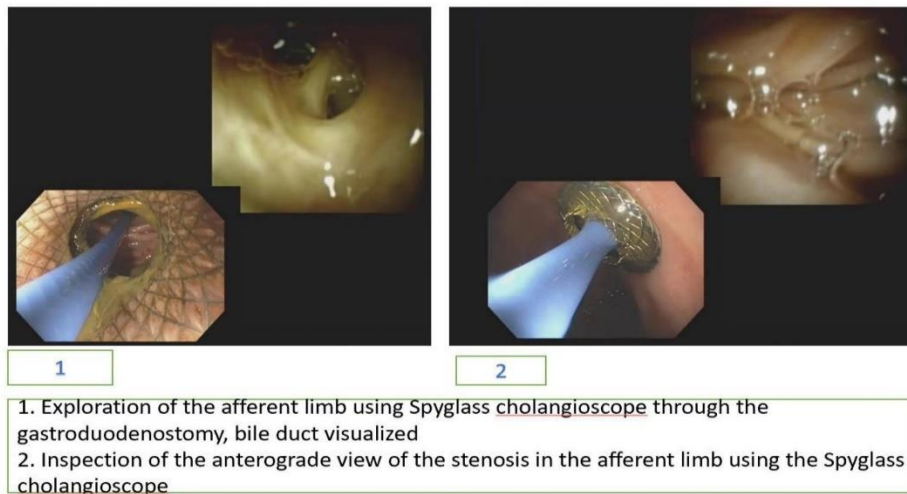 1
2
1. Exploration of the afferent limb using Spyglass cholangioscope through the
gastroduodenostomy, bile duct visualized
2. Inspection of the anterograde view of the stenosis in the afferent limb using the Spyglass
cholangioscope